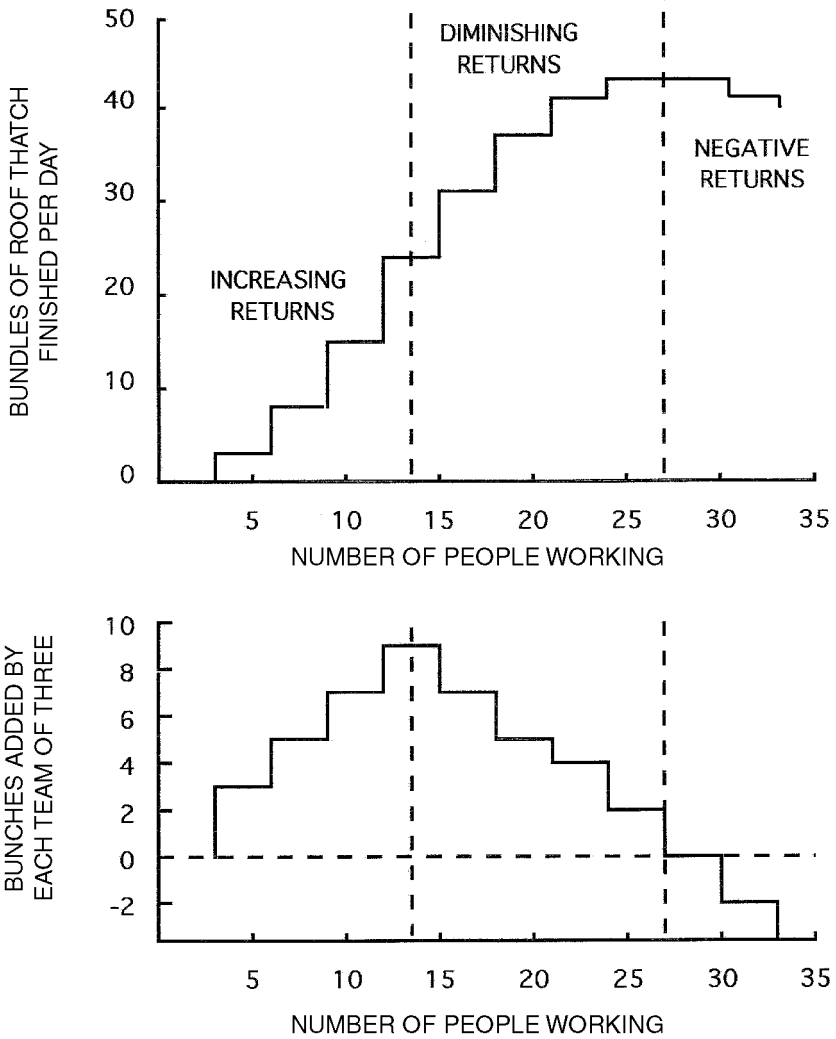 BUNDLES OF ROOF THATCH
FINISHED PER DAY
50
40
30
20
10
0
DIMINISHING
RETURNS
NEGATIVE
RETURNS
INCREASING
RETURNS
5 10 15 20 25 30 35
NUMBER OF PEOPLE WORKING
BUNCHES ADDED BY
EACH TEAM OF THREE
10
8
6
4
2
0
-2
5 10 15 20 25 30 35
NUMBER OF PEOPLE WORKING